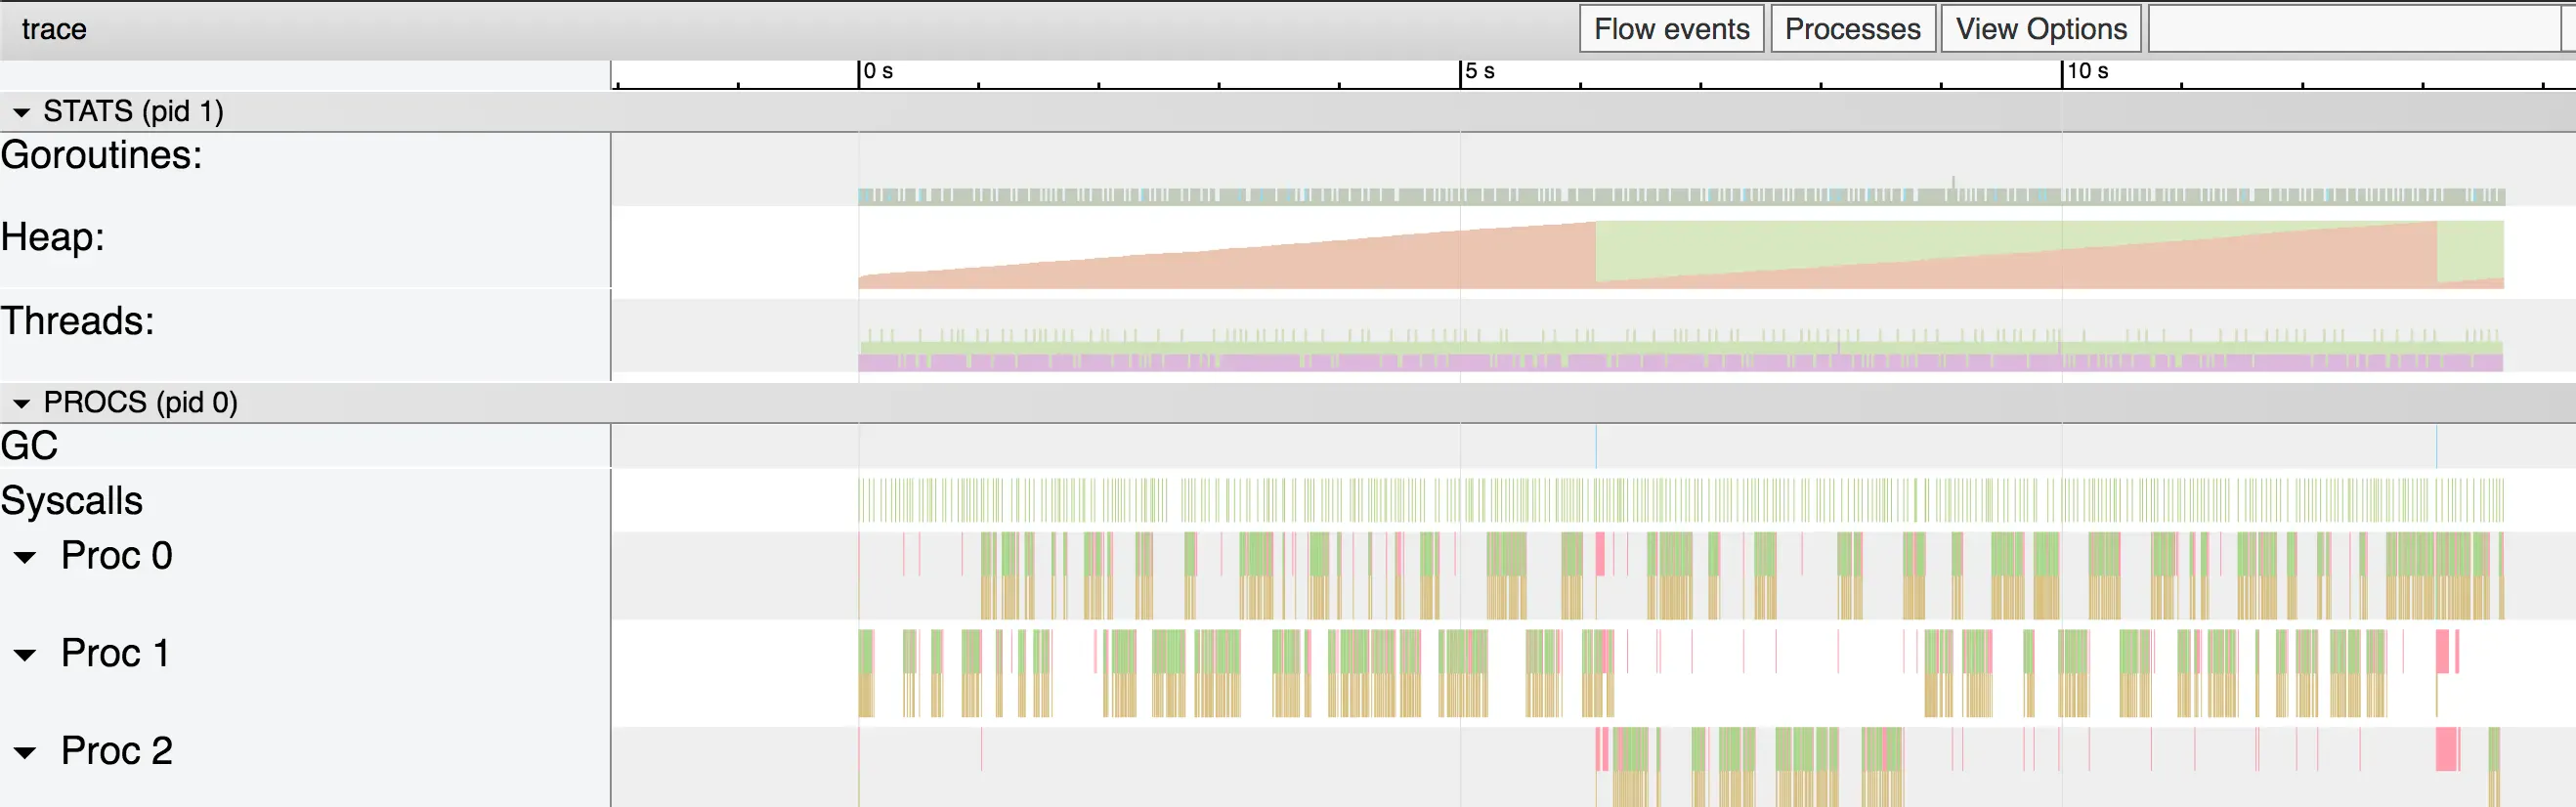 trace
Flow events Processes View Options
0 s 5 s 10 s
STATS (pid 1)
Goroutines:
Heap:
Threads:
PROCS (pid 0)
GC
Syscalls
Proc 0
Proc 1
Proc 2